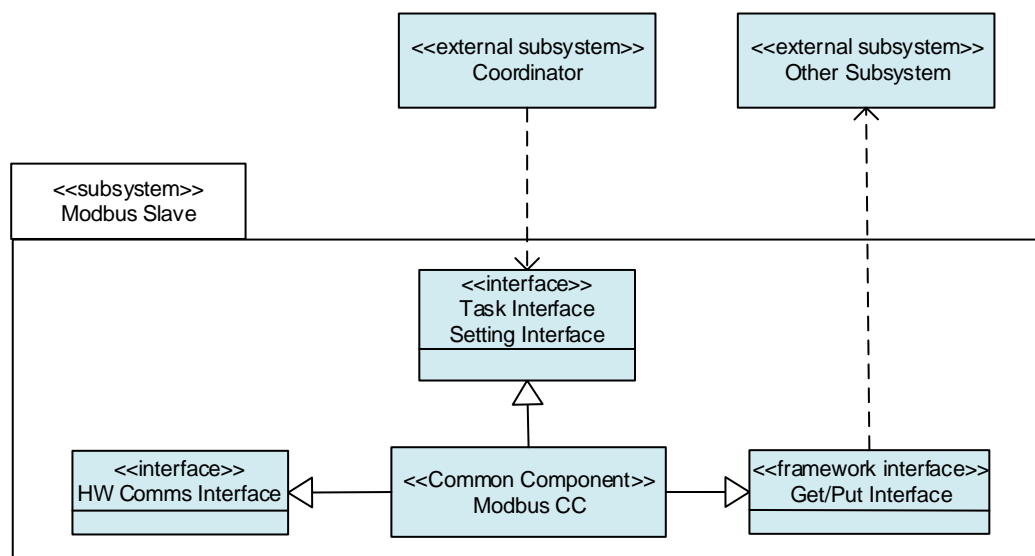 <<external subsystem>>
Coordinator
<<external subsystem>>
Other Subsystem
<<subsystem>>
Modbus Slave
<<interface>>
Task Interface
Setting Interface
<<interface>>
HW Comms Interface
<<Common Component>>
Modbus CC
<<framework interface>>
Get/Put Interface